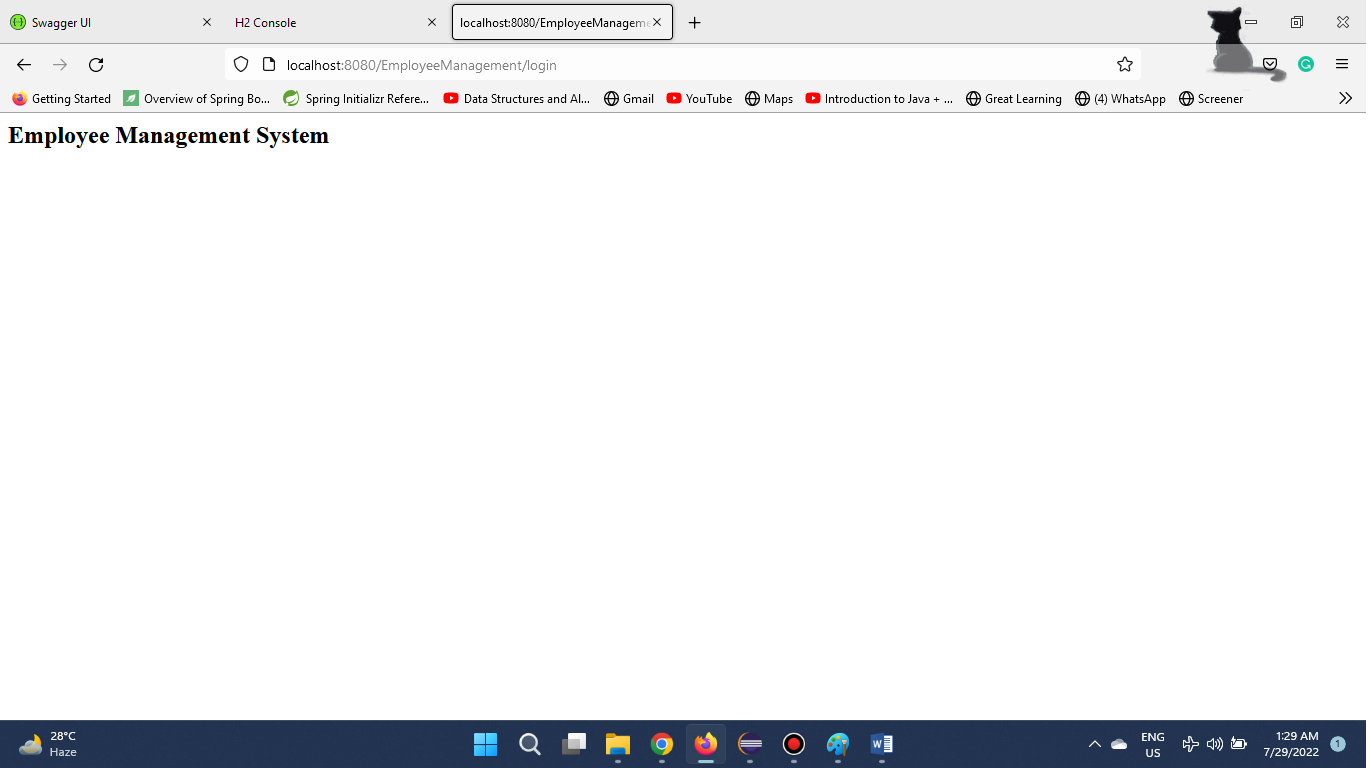 Swagger UI
H2 Console
localhost:8080/EmployeeManageme
localhost:8080/EmployeeManagement/login
Getting Started
Overview of Spring Bo...
Spring Initializr Refere...
Data Structures and Al...
Gmail
YouTube
Maps
Introduction to Java + ...
Great Learning
(4) WhatsApp
Screener
Employee Management System
28°C
Haze
ENG
US
1:29 AM
7/29/2022
1